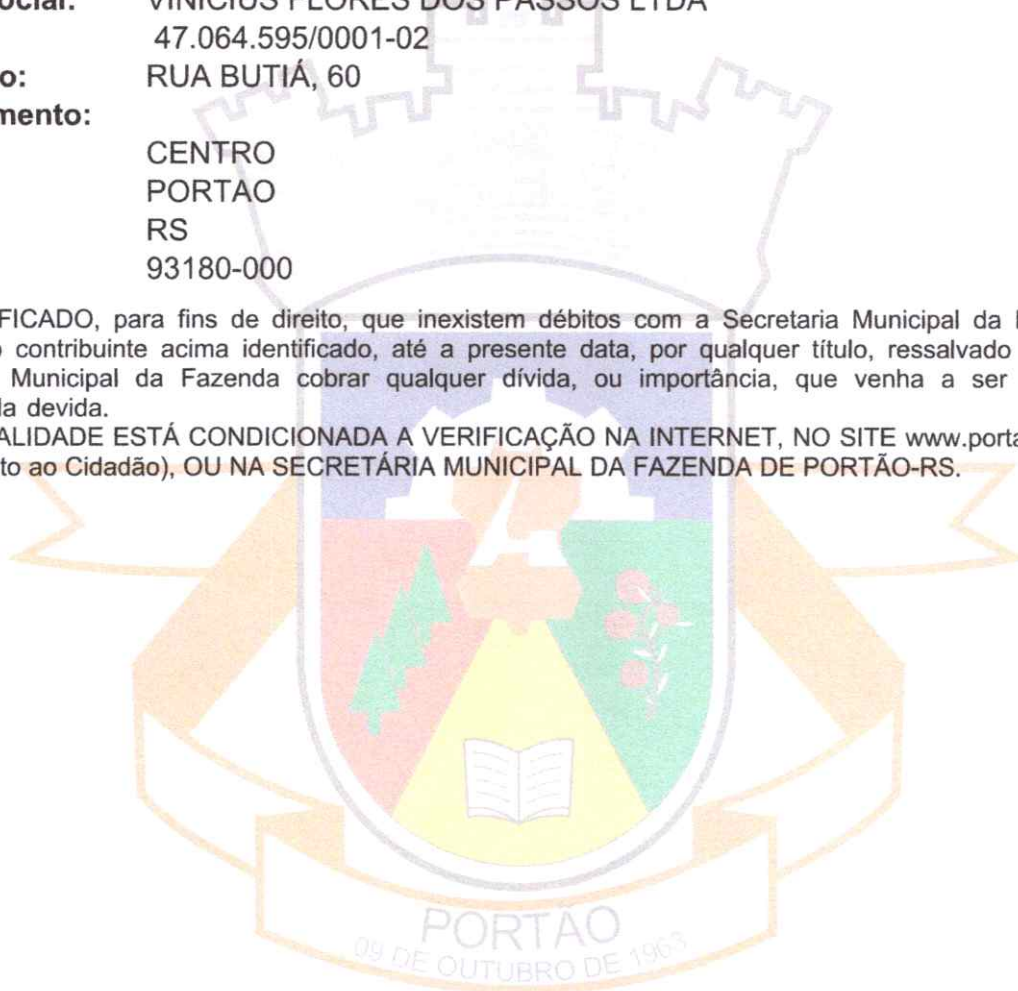 ocial: VINICIUS FLORES DOS PASSOS LTDA
47.064.595/0001-02
o: RUA BUTIÁ, 60
mento:
CENTRO
PORTAO
RS
93180-000
FICADO, para fins de direito, que inexistem débitos com a Secretaria Municipal da
o contribuinte acima identificado, até a presente data, por qualquer título, ressalvado
Municipal da Fazenda cobrar qualquer dívida, ou importância, que venha a ser
da devida.
ALIDADE ESTÁ CONDICIONADA A VERIFICAÇÃO NA INTERNET, NO SITE www.porta
to ao Cidadão), OU NA SECRETÁRIA MUNICIPAL DA FAZENDA DE PORTÃO-RS.
PORTÃO
09 DE OUTUBRO DE 1963